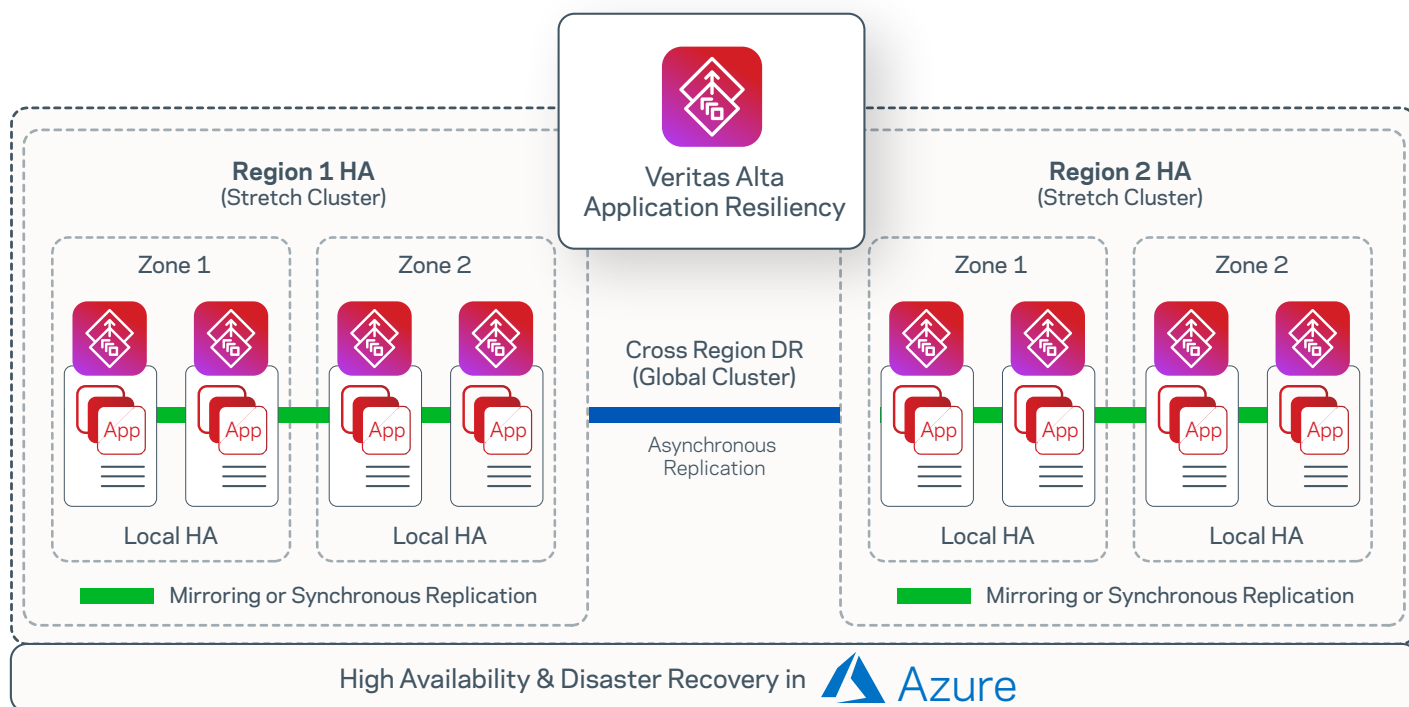 Veritas Alta
Application Resiliency
Region 1 HA
(Stretch Cluster)
Zone 1
Zone 2
App
App
App
App
Local HA
Local HA
Mirroring or Synchronous Replication
Cross Region DR
(Global Cluster)
Asynchronous
Replication
Region 2 HA
(Stretch Cluster)
Zone 1
Zone 2
App
App
App
App
Local HA
Local HA
Mirroring or Synchronous Replication
High Availability & Disaster Recovery in Azure